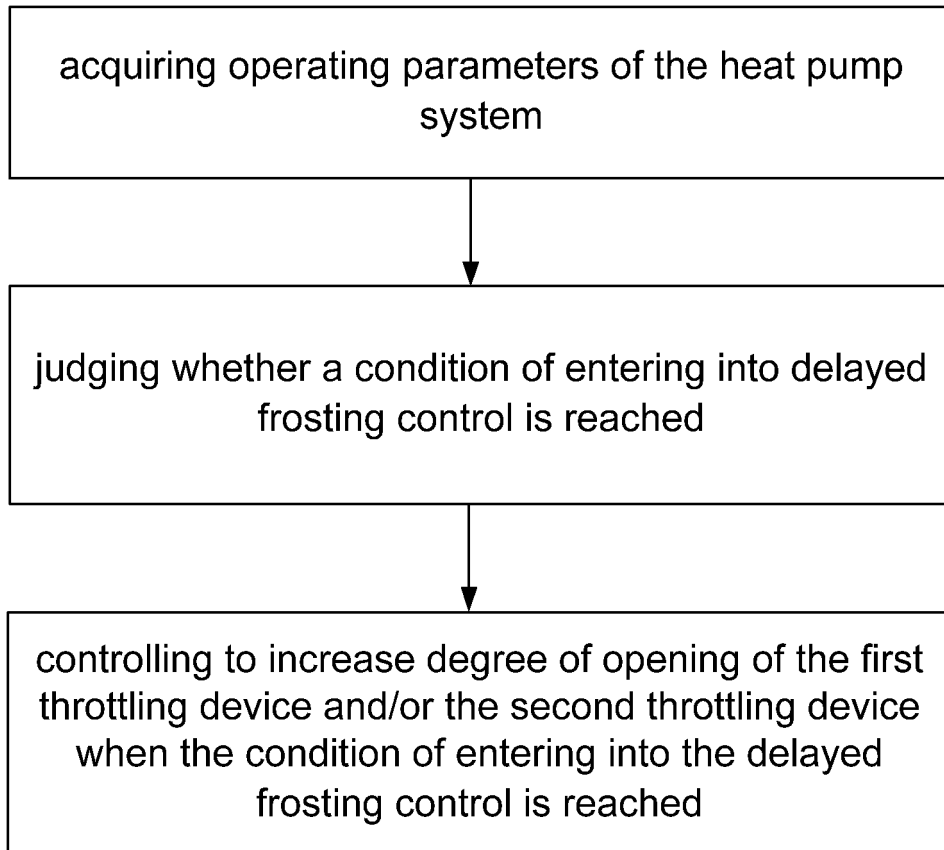 acquiring operating parameters of the heat pump
system
judging whether a condition of entering into delayed
frosting control is reached
controlling to increase degree of opening of the first
throttling device and/or the second throttling device
when the condition of entering into the delayed
frosting control is reached